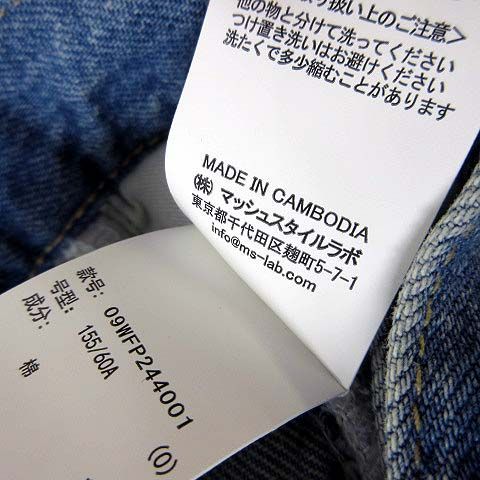 り扱い上のご注意＞
他の物と分けて洗ってください
つけ置き洗いはお避けください
洗たくで多少縮むことがあります
MADE IN CAMBODIA
(株) マッシュスタイルラボ
東京都千代田区麹町5-7-1
info@ms-lab.com
款号: 09WFP244001
号型: 155/60A (0)
成分: 棉